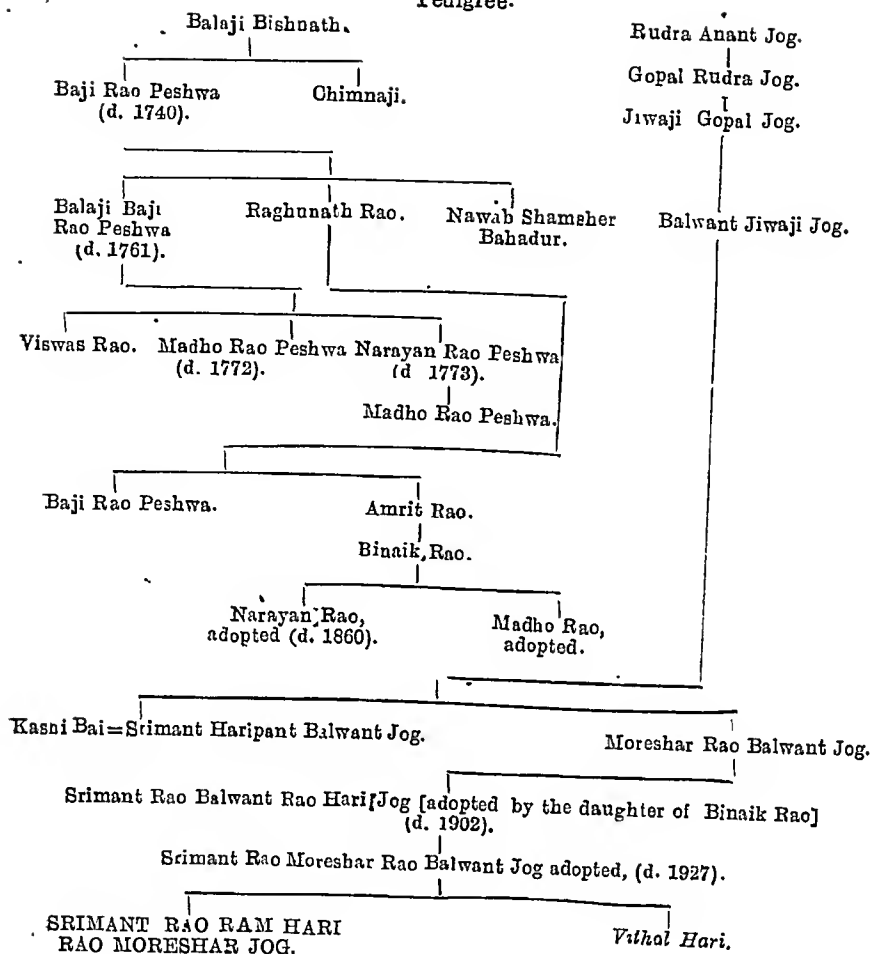 Pedigree.
Balaji Bishnath.
Rudra Anant Jog.
Gopal Rudra Jog.
Jiwaji Gopal Jog.
Baji Rao Peshwa
(d. 1740).
Chimnaji.
Balaji Baji
Rao Peshwa
(d. 1761).
Raghunath Rao.
Nawab Shamsher
Bahadur.
Balwant Jiwaji Jog.
Viswas Rao.
Madho Rao Peshwa
(d. 1772).
Narayan Rao Peshwa
(d 1773).
Madho Rao Peshwa.
Baji Rao Peshwa.
Amrit Rao.
Binaik Rao.
Narayan Rao,
adopted (d. 1860).
Madho Rao,
adopted.
Kasni Bai=Srimant Haripant Balwant Jog.
Moreshar Rao Balwant Jog.
Srimant Rao Balwant Rao Hari[Jog [adopted by the daughter of Binaik Rao]
(d. 1902).
Srimant Rao Moreshar Rao Balwant Jog adopted, (d. 1927).
SRIMANT RAO RAM HARI
RAO MORESHAR JOG.
Vithal Hari.